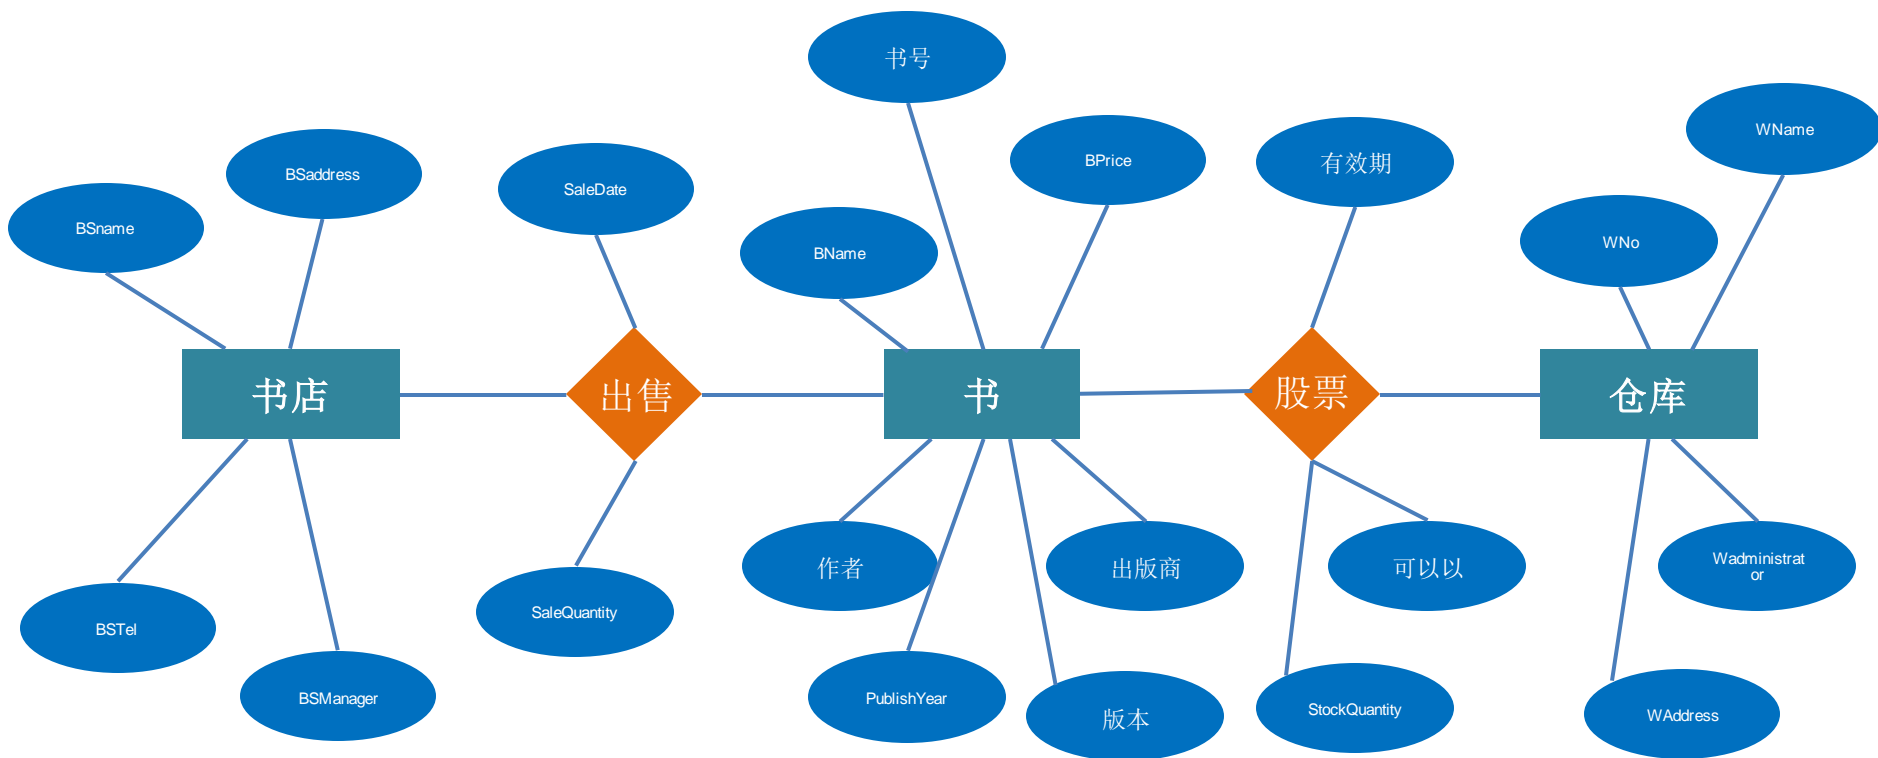 书号
WName
BPrice
有效期
BSaddress
SaleDate
BSname
WNo
BName
书店
出售
书
股票
仓库
作者
出版商
可以以
Wadministrat
or
SaleQuantity
BSTel
BSManager
PublishYear
版本
StockQuantity
WAddress